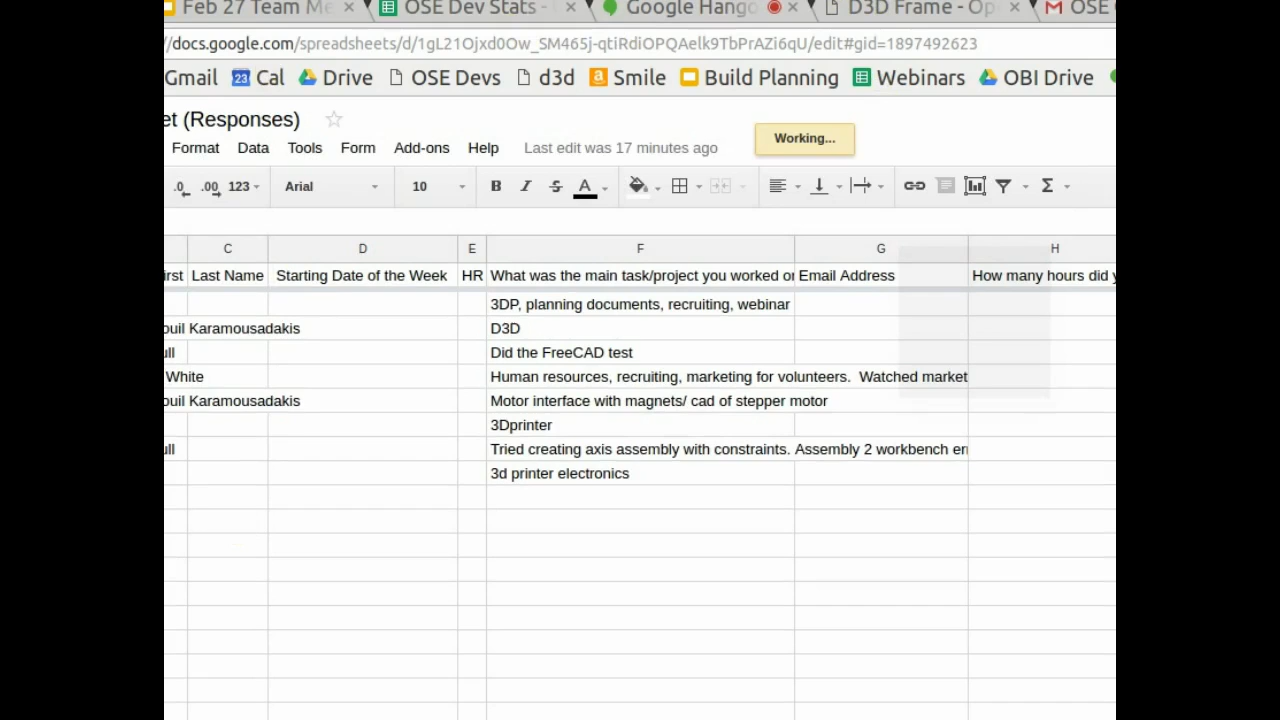 Feb 27 Team Me × OSE Dev Stats - × Google Hango × D3D Frame - Op × OSE
//docs.google.com/spreadsheets/d/1gL21Ojxd0Ow_SM465j-qtiRdiOPQAelk9TbPrAZi6qU/edit#gid=1897492623
Gmail 23 Cal Drive OSE Devs d3d Smile Build Planning Webinars OBI Drive
et (Responses)
Working...
Format Data Tools Form Add-ons Help Last edit was 17 minutes ago
.0 .00 123 Arial 10 B I S A
C D E F G H
irst Last Name Starting Date of the Week HR What was the main task/project you worked or Email Address How many hours did y
3DP, planning documents, recruiting, webinar
ouil Karamousadakis D3D
ull Did the FreeCAD test
White Human resources, recruiting, marketing for volunteers. Watched market
ouil Karamousadakis Motor interface with magnets/ cad of stepper motor
3Dprinter
ull Tried creating axis assembly with constraints. Assembly 2 workbench err
3d printer electronics